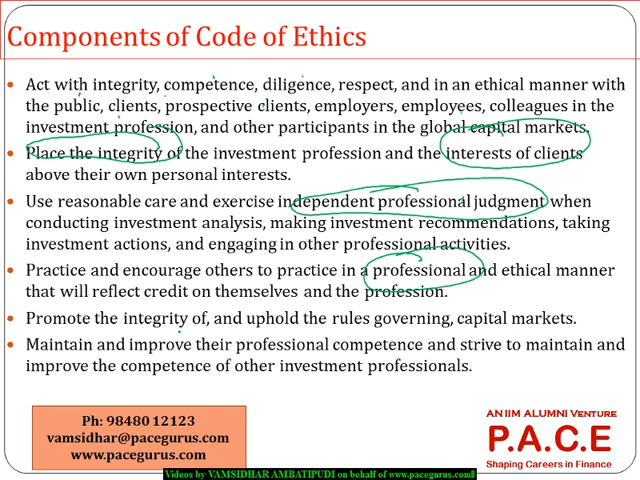 Components of Code of Ethics
• Act with integrity, competence, diligence, respect, and in an ethical manner with
the public, clients, prospective clients, employers, employees, colleagues in the
investment profession, and other participants in the global capital markets.
• Place the integrity of the investment profession and the interests of clients
above their own personal interests.
• Use reasonable care and exercise independent professional judgment when
conducting investment analysis, making investment recommendations, taking
investment actions, and engaging in other professional activities.
• Practice and encourage others to practice in a professional and ethical manner
that will reflect credit on themselves and the profession.
• Promote the integrity of, and uphold the rules governing, capital markets.
• Maintain and improve their professional competence and strive to maintain and
improve the competence of other investment professionals.
Ph: 98480 12123
vamsidhar@pacegurus.com
www.pacegurus.com
AN IIM ALUMNI VENTURE
P.A.C.E
Shaping Careers in Finance
Videos by VAMSIDHAR AMBATIPUDI on behalf of www.pacegurus.com